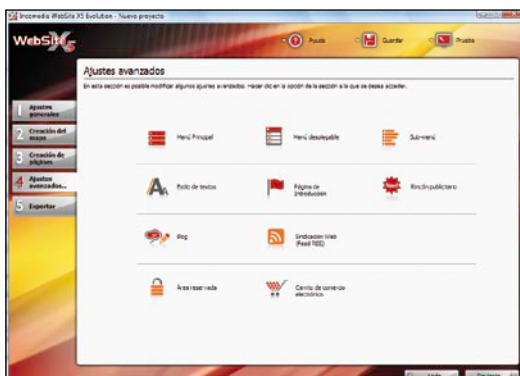 Incomedia WebSite X5 Evolution - Nuevo proyecto
WebSite X5
Ayuda
Guardar
Prueba
Ajustes avanzados
En esta sección es posible modificar algunos ajustes avanzados. Hacer clic en la opción de la sección a la que se desea acceder.
1 Ajustes generales
2 Creación del mapa
3 Creación de páginas
4 Ajustes avanzados...
5 Exportar
Menú Principal
Menú desplegable
Sub-menú
Estilo de textos
Página de
introducción
Rincón publicitario
Blog
Sindicación Web
(Feed RSS)
Área reservada
Carrito de comercio
electrónico